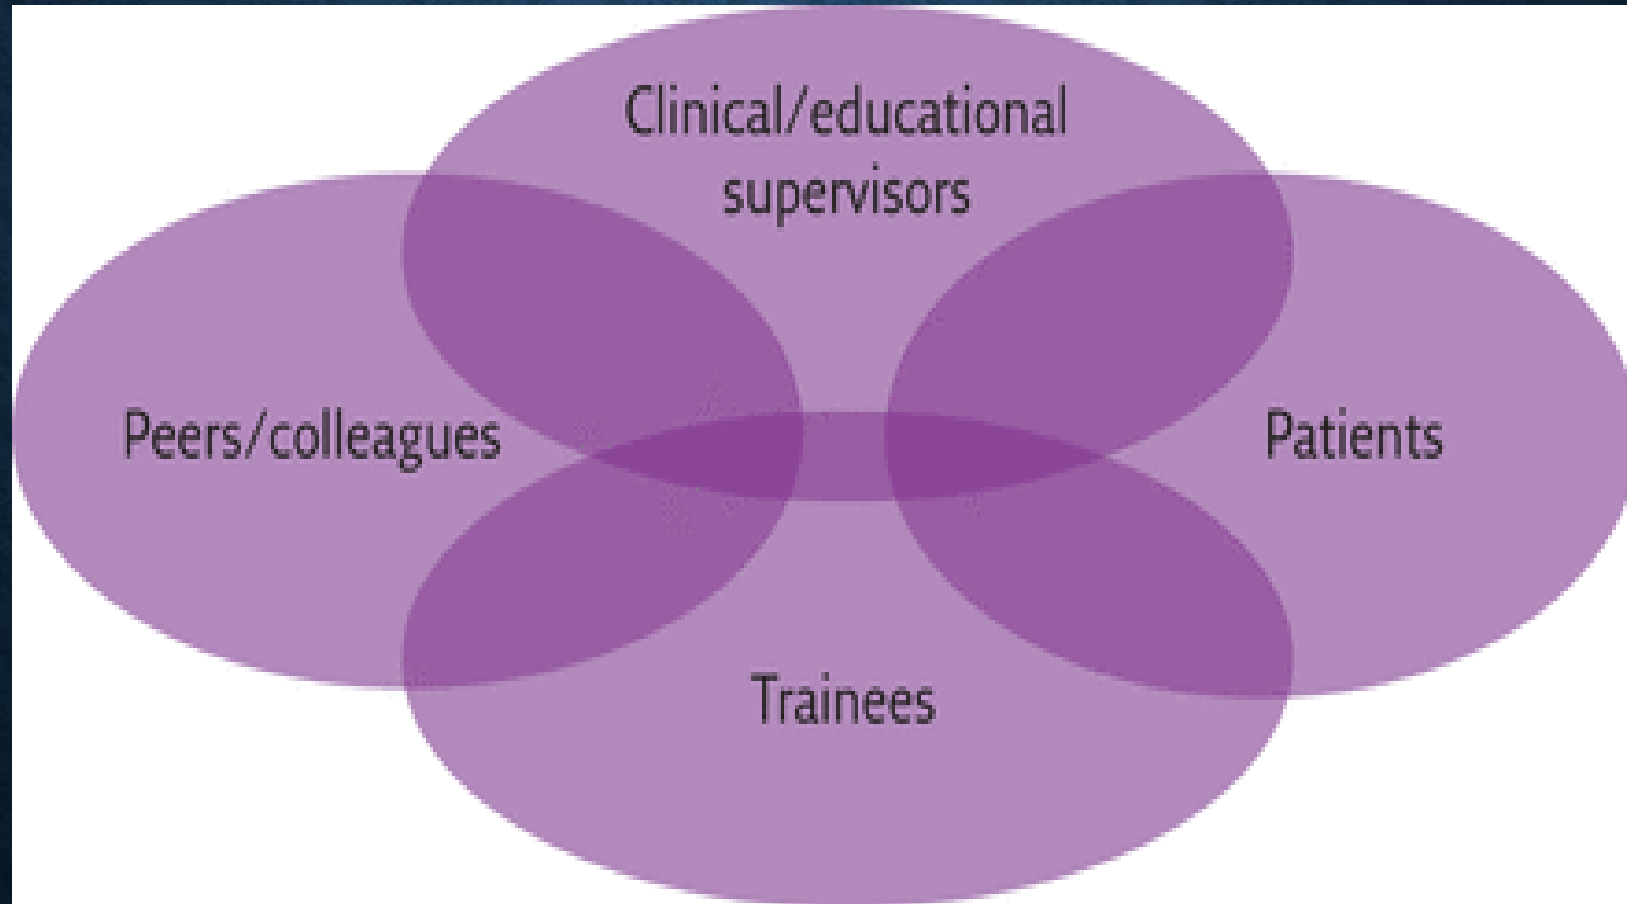 Clinical/educational
supervisors
Peers/colleagues
Patients
Trainees